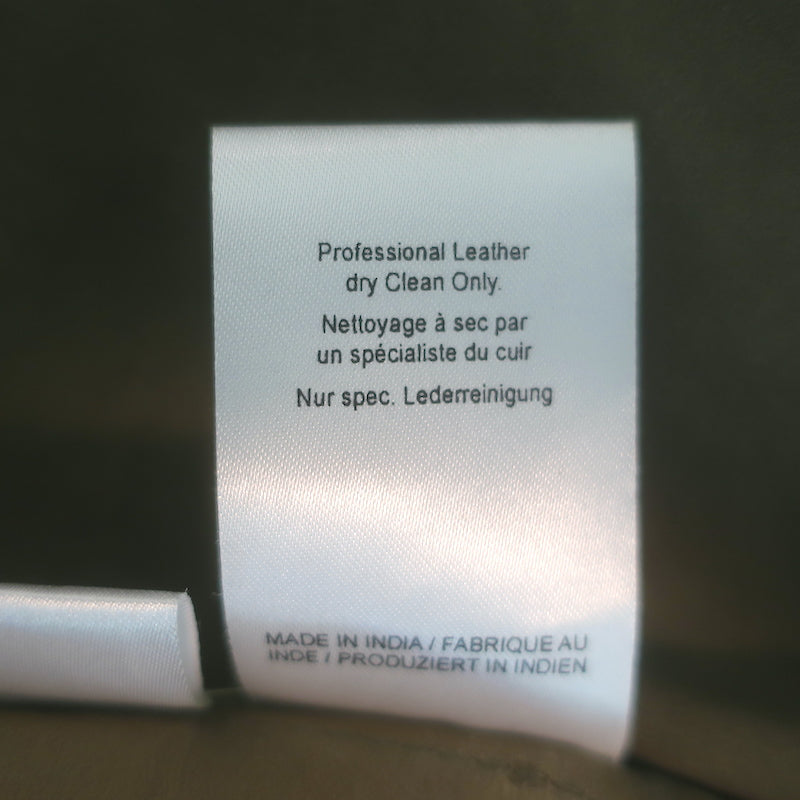 Professional Leather
dry Clean Only.
Nettoyage à sec par
un spécialiste du cuir
Nur spec. Lederreinigung
MADE IN INDIA / FABRIQUE AU
INDE / PRODUZIERT IN INDIEN